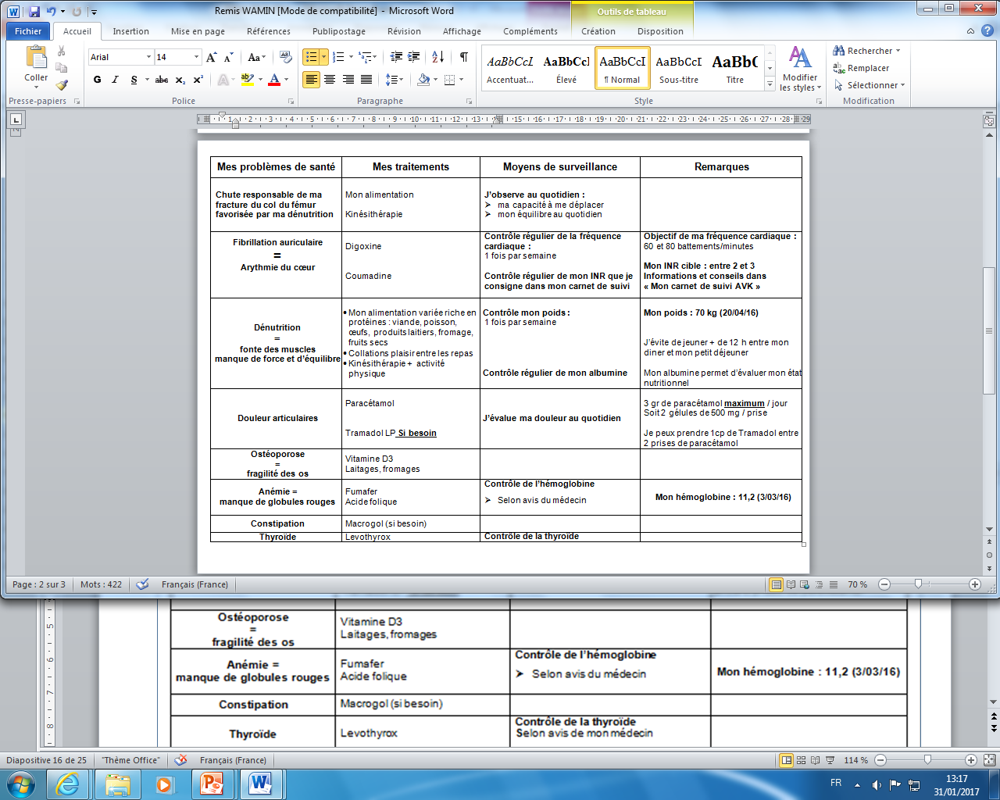 Remis WAMIN [Mode de compatibilité] - Microsoft Word
Outils de tableau
Fichier Accueil Insertion Mise en page Références Publipostage Révision Affichage Compléments Création Disposition
Coller
Arial 14
AaBbCcL AaBbCcI AaBbCcI AaBbCcI AaBbC
Accentuat... Élevé ¶ Normal Sous-titre Titre
Modifier les styles
Rechercher
Remplacer
Sélectionner
Presse-papiers Police Paragraphe Style Modification
Mes problèmes de santé Mes traitements Moyens de surveillance Remarques
Chute responsable de ma
fracture du col du fémur
favorisée par ma dénutrition
Mon alimentation
Kinésithérapie
J'observe au quotidien :
➢ ma capacité à me déplacer
➢ mon équilibre au quotidien
Fibrillation auriculaire
=
Arythmie du cœur
Digoxine
Coumadine
Contrôle régulier de la fréquence
cardiaque :
1 fois par semaine
Contrôle régulier de mon INR que je
consigne dans mon carnet de suivi
Objectif de ma fréquence cardiaque :
60 et 80 battements/minutes
Mon INR cible : entre 2 et 3
Informations et conseils dans
« Mon carnet de suivi AVK »
Dénutrition
=
fonte des muscles
manque de force et d'équilibre
• Mon alimentation variée riche en
protéines : viande, poisson,
œufs, produits laitiers, fromage,
fruits secs
• Collations plaisir entre les repas
• Kinésithérapie + activité
physique
Contrôle mon poids :
1 fois par semaine
Contrôle régulier de mon albumine
Mon poids : 70 kg (20/04/16)
J'évite de jeuner + de 12 h entre mon
diner et mon petit déjeuner
Mon albumine permet d'évaluer mon état
nutritionnel
Douleur articulaires
Paracétamol
Tramadol LP Si besoin
J'évalue ma douleur au quotidien
3 gr de paracétamol maximum / jour
Soit 2 gélules de 500 mg / prise
Je peux prendre 1cp de Tramadol entre
2 prises de paracétamol
Ostéoporose
=
fragilité des os
Vitamine D3
Laitages, fromages
Anémie =
manque de globules rouges
Fumafer
Acide folique
Contrôle de l'hémoglobine
➢ Selon avis du médecin
Mon hémoglobine : 11,2 (3/03/16)
Constipation Macrogol (si besoin)
Thyroïde Levothyrox Contrôle de la thyroïde
Page : 2 sur 3 Mots : 422 Français (France) 70 %
Ostéoporose
=
fragilité des os
Vitamine D3
Laitages, fromages
Anémie =
manque de globules rouges
Fumafer
Acide folique
Contrôle de l'hémoglobine
➢ Selon avis du médecin
Mon hémoglobine : 11,2 (3/03/16)
Constipation Macrogol (si besoin)
Thyroïde Levothyrox
Contrôle de la thyroïde
Selon avis de mon médecin
Diapositive 16 de 25 "Thème Office" Français (France) 114 %
FR 13:17
31/01/2017